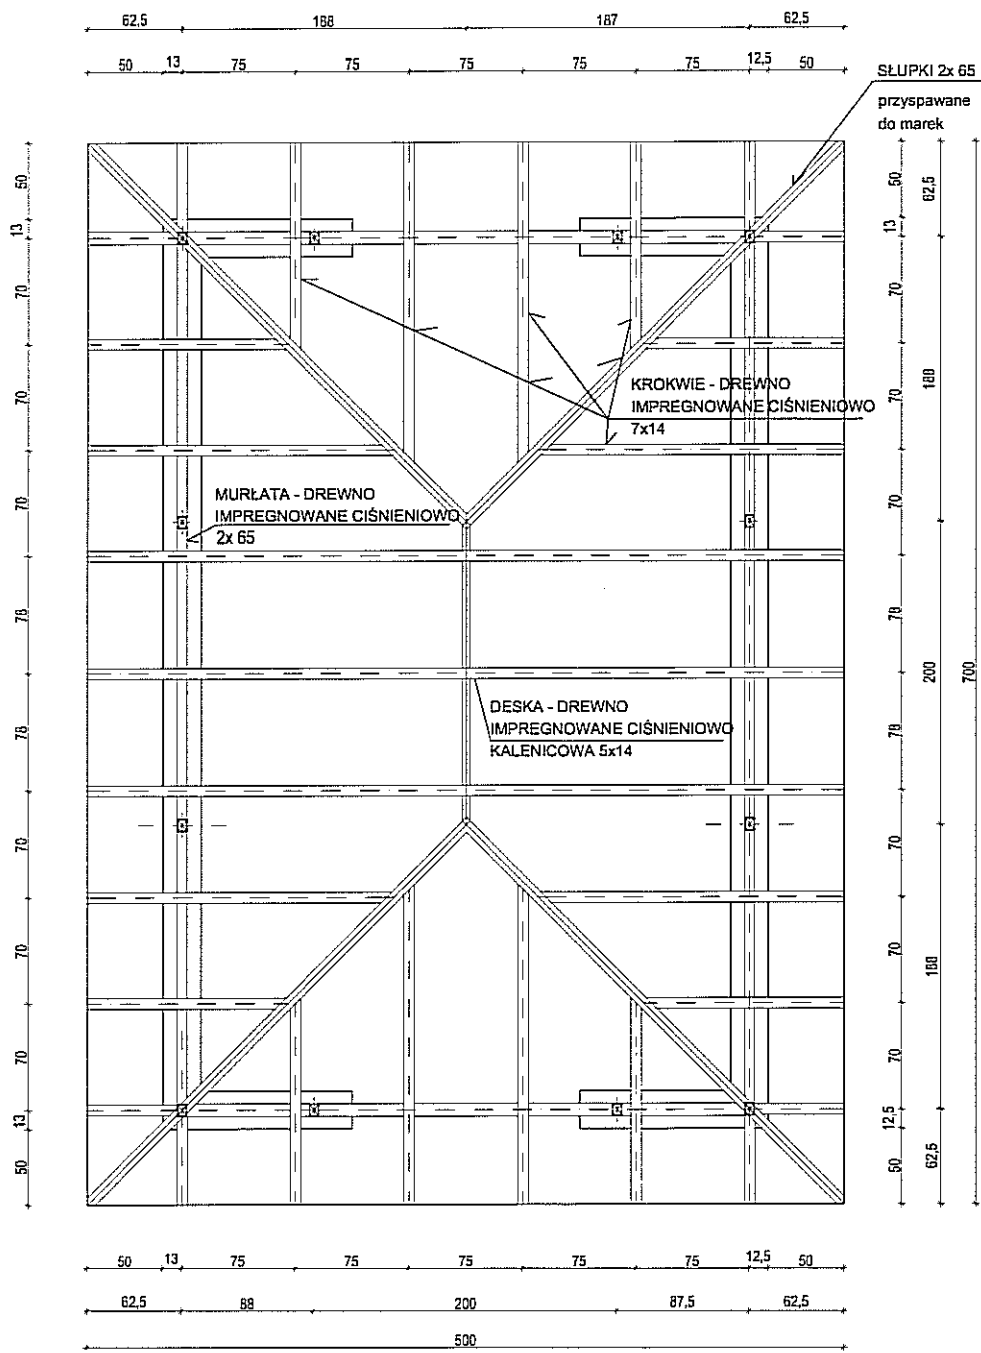 62,5 168 187 62,5
50 13 75 75 75 75 75 12,5 50
SŁUPKI 2x 65
przyspawane
do marek
50
13
70
70
70
78
78
70
70
70
13
50
50
13
70
70
70
78
78
70
70
70
12,5
50
62,5
188
200
188
62,5
700
KROKWIE - DREWNO
IMPREGNOWANE CIŚNIENIOWO
7x14
MURŁATA - DREWNO
IMPREGNOWANE CIŚNIENIOWO
2x 65
DESKA - DREWNO
IMPREGNOWANE CIŚNIENIOWO
KALENICOWA 5x14
50 13 75 75 75 75 75 12,5 50
62,5 88 200 87,5 62,5
500